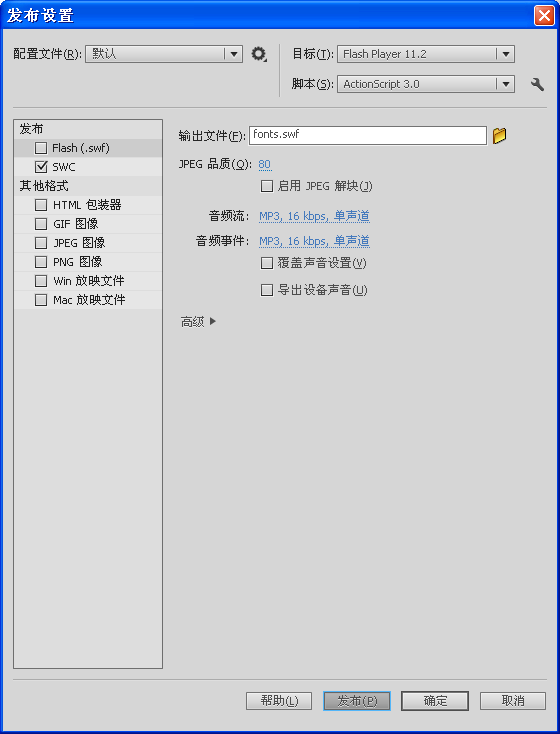 发布设置
配置文件(R): 默认
目标(T): Flash Player 11.2
脚本(S): ActionScript 3.0
发布
Flash (.swf)
SWC
其他格式
HTML 包装器
GIF 图像
JPEG 图像
PNG 图像
Win 放映文件
Mac 放映文件
输出文件(F): fonts.swf
JPEG 品质(Q): 80
启用 JPEG 解块(J)
音频流: MP3, 16 kbps, 单声道
音频事件: MP3, 16 kbps, 单声道
覆盖声音设置(V)
导出设备声音(U)
高级
帮助(L) 发布(P) 确定 取消